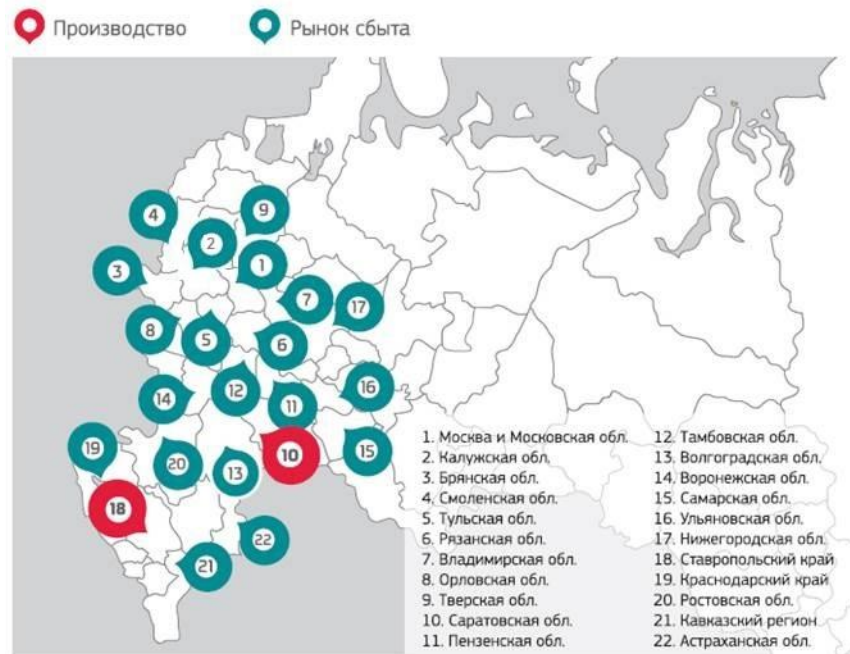 Производство
Рынок сбыта
4
9
2
1
3
7
17
8
5
6
16
12
14
11
19
10
15
20
13
18
22
21
1. Москва и Московская обл.
2. Калужская обл.
3. Брянская обл.
4. Смоленская обл.
5. Тульская обл.
6. Рязанская обл.
7. Владимирская обл.
8. Орловская обл.
9. Тверская обл.
10. Саратовская обл.
11. Пензенская обл.
12. Тамбовская обл.
13. Волгоградская обл.
14. Воронежская обл.
15. Самарская обл.
16. Ульяновская обл.
17. Нижегородская обл.
18. Ставропольский край
19. Краснодарский край
20. Ростовская обл.
21. Кавказский регион
22. Астраханская обл.